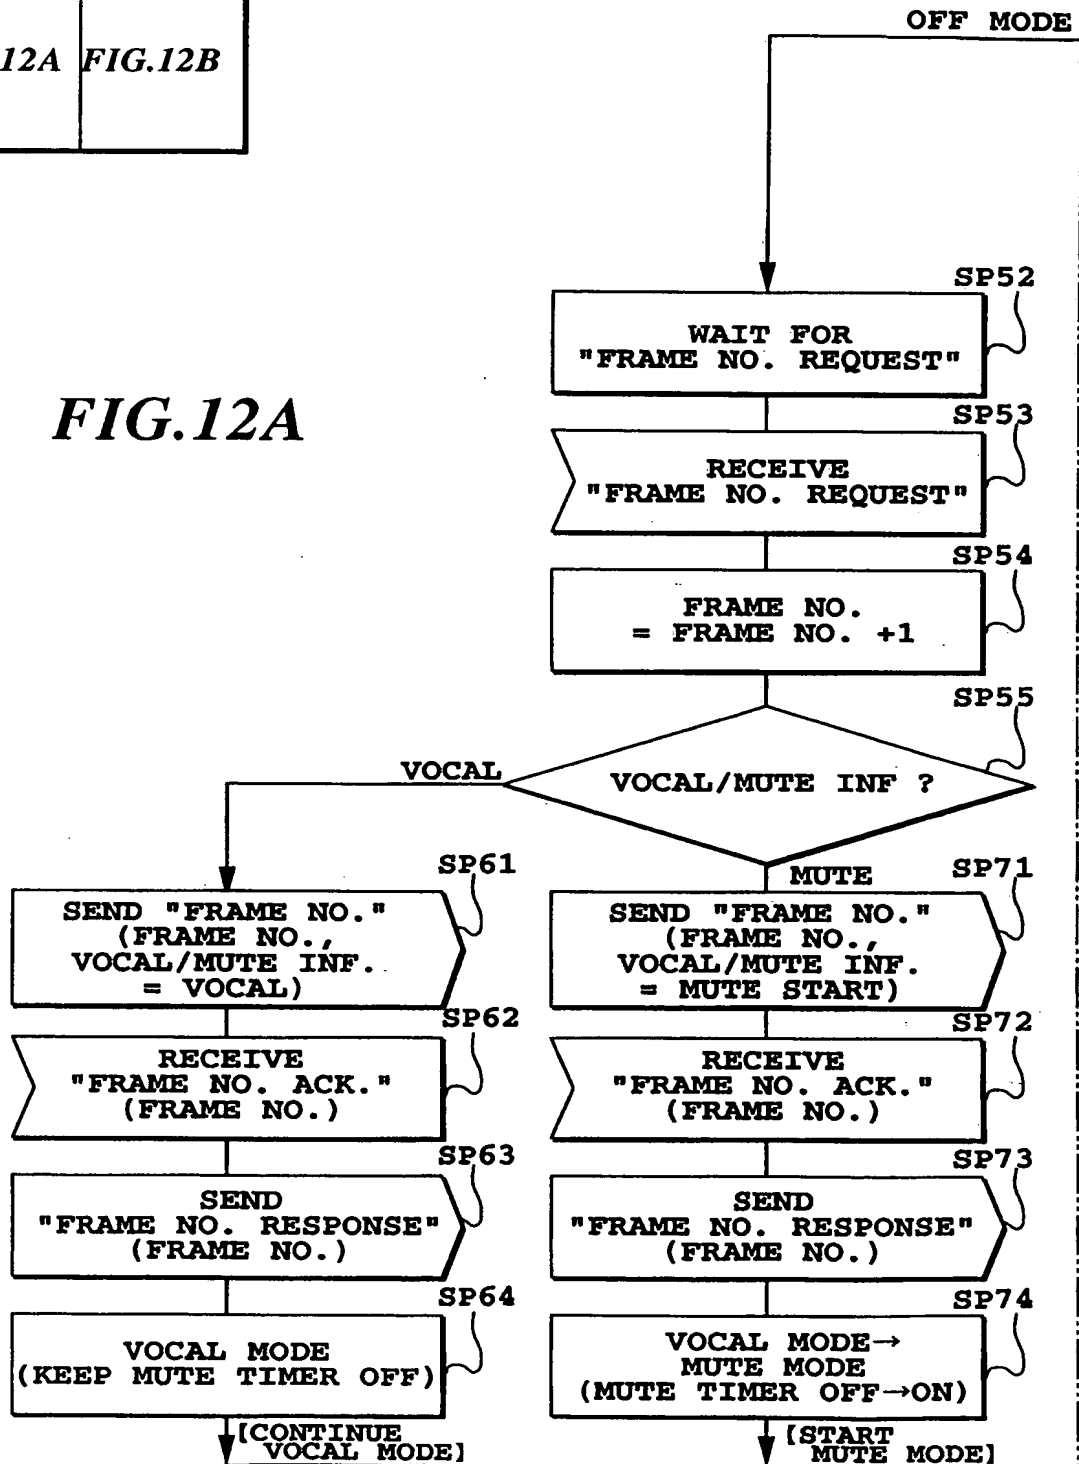 12A FIG.12B
OFF MODE
FIG.12A
SP52
WAIT FOR
"FRAME NO. REQUEST"
SP53
RECEIVE
"FRAME NO. REQUEST"
SP54
FRAME NO.
= FRAME NO. +1
SP55
VOCAL/MUTE INF ?
VOCAL
MUTE
SP61
SEND "FRAME NO."
(FRAME NO.,
VOCAL/MUTE INF.
= VOCAL)
SP62
RECEIVE
"FRAME NO. ACK."
(FRAME NO.)
SP63
SEND
"FRAME NO. RESPONSE"
(FRAME NO.)
SP64
VOCAL MODE
(KEEP MUTE TIMER OFF)
[CONTINUE
VOCAL MODE]
SP71
SEND "FRAME NO."
(FRAME NO.,
VOCAL/MUTE INF.
= MUTE START)
SP72
RECEIVE
"FRAME NO. ACK."
(FRAME NO.)
SP73
SEND
"FRAME NO. RESPONSE"
(FRAME NO.)
SP74
VOCAL MODE→
MUTE MODE
(MUTE TIMER OFF→ON)
[START
MUTE MODE]